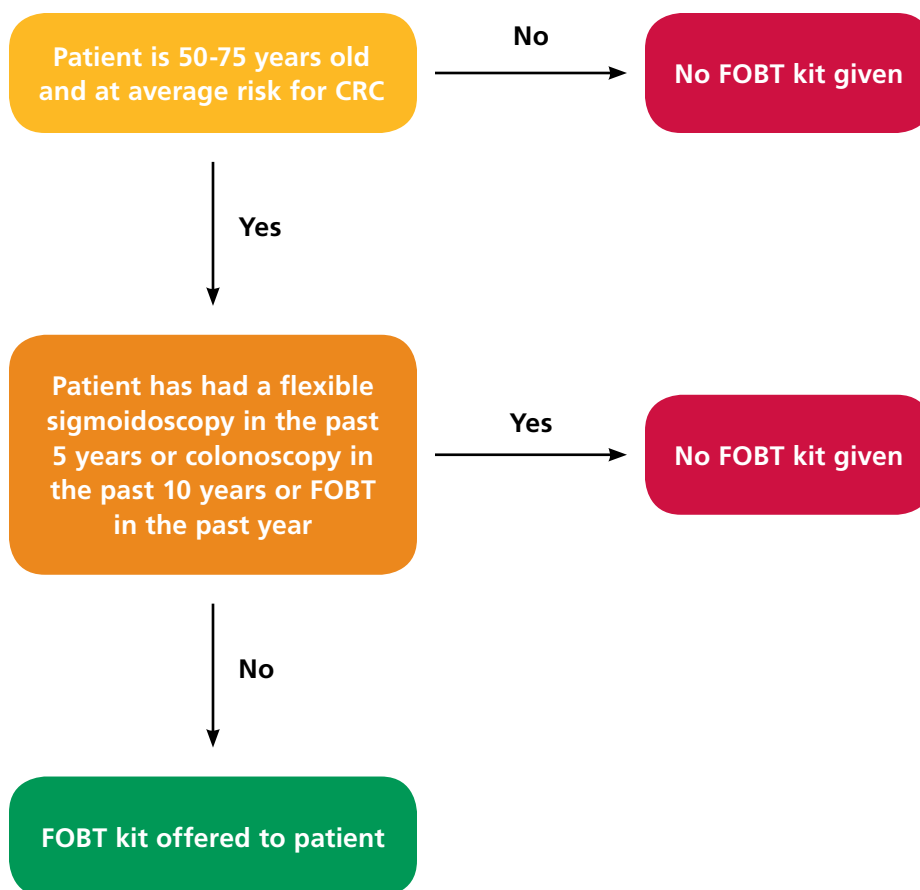 Patient is 50-75 years old
and at average risk for CRC
No
No FOBT kit given
Yes
Patient has had a flexible
sigmoidoscopy in the past
5 years or colonoscopy in
the past 10 years or FOBT
in the past year
Yes
No FOBT kit given
No
FOBT kit offered to patient